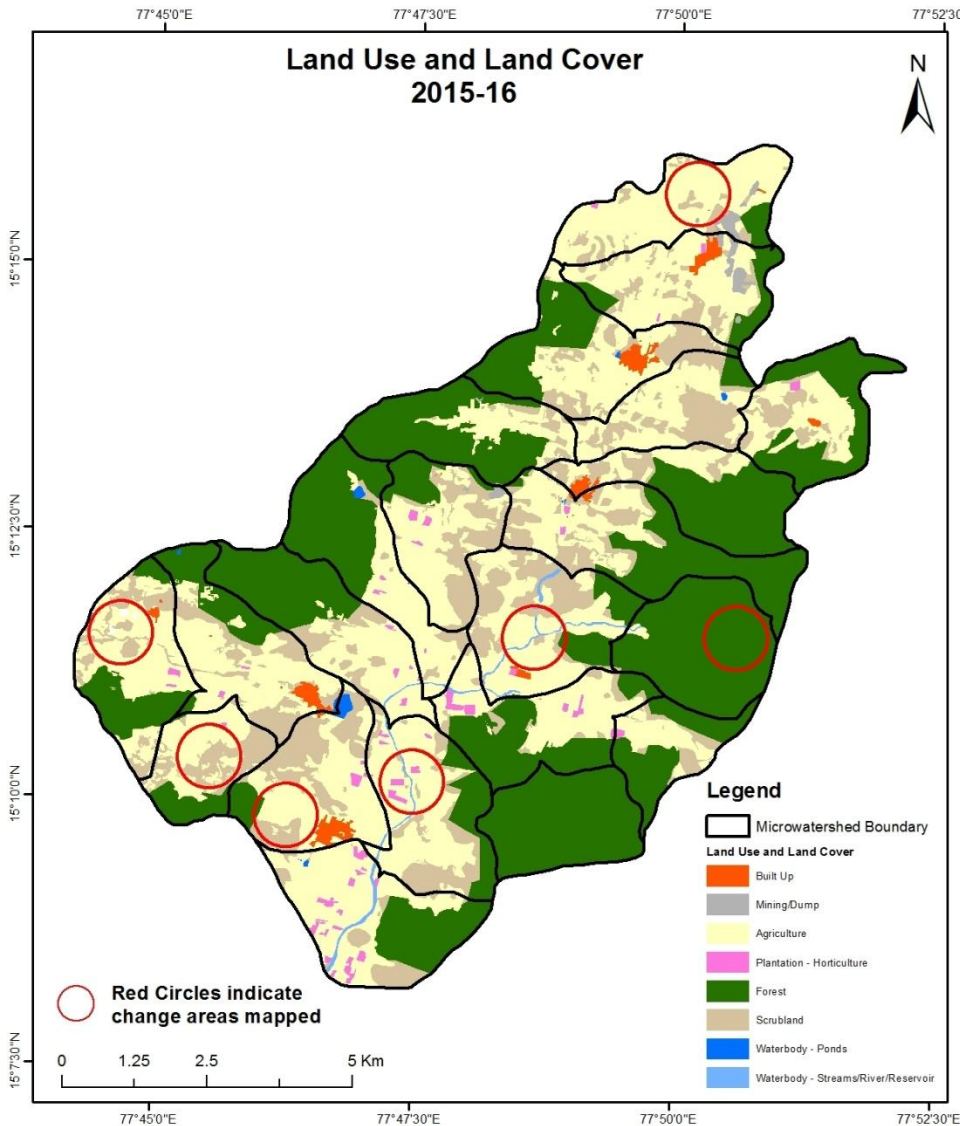 77°45'0"E
77°47'30"E
77°50'0"E
77°52'30"E
Land Use and Land Cover
2015-16
N
15°15'0"N
15°15'0"N
15°12'30"N
15°10'0"N
15°7'30"N
Legend
Microwatershed Boundary
Land Use and Land Cover
Built Up
Mining/Dump
Agriculture
Plantation - Horticulture
Forest
Scrubland
Waterbody - Ponds
Waterbody - Streams/River/Reservoir
Red Circles indicate
change areas mapped
0 1.25 2.5 5 Km
77°45'0"E
77°47'30"E
77°50'0"E
77°52'30"E